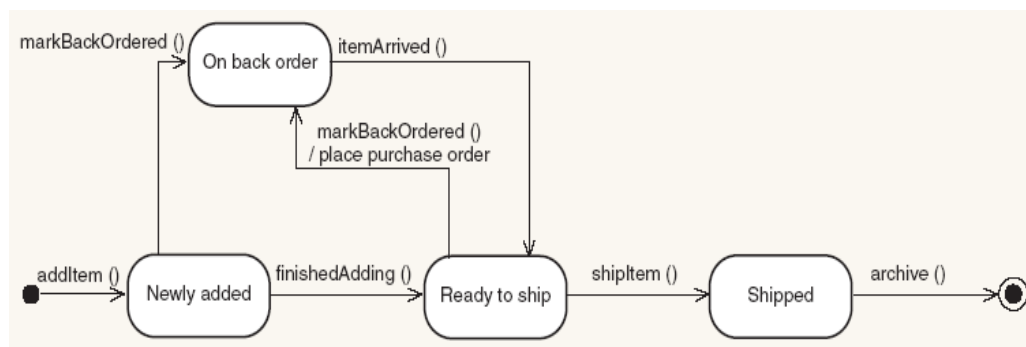 markBackOrdered ()
On back order
itemArrived ()
markBackOrdered ()
/ place purchase order
addItem ()
Newly added
finishedAdding ()
Ready to ship
shipItem ()
Shipped
archive ()